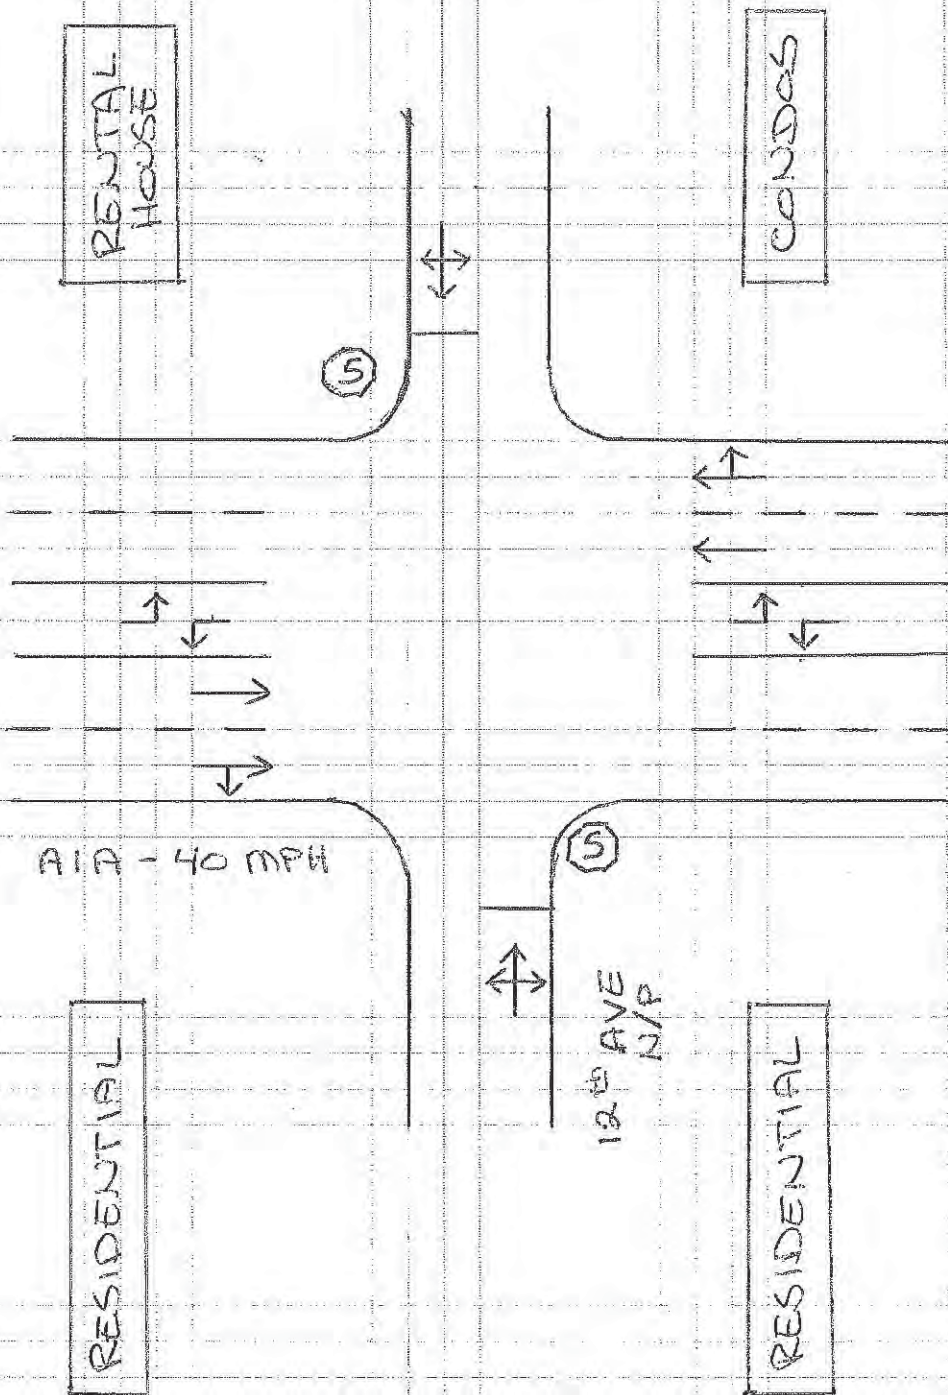 RENTAL
HOUSE
CONDOS
S
A1A - 40 MPH
S
12th AVE
N/P
RESIDENTIAL
RESIDENTIAL